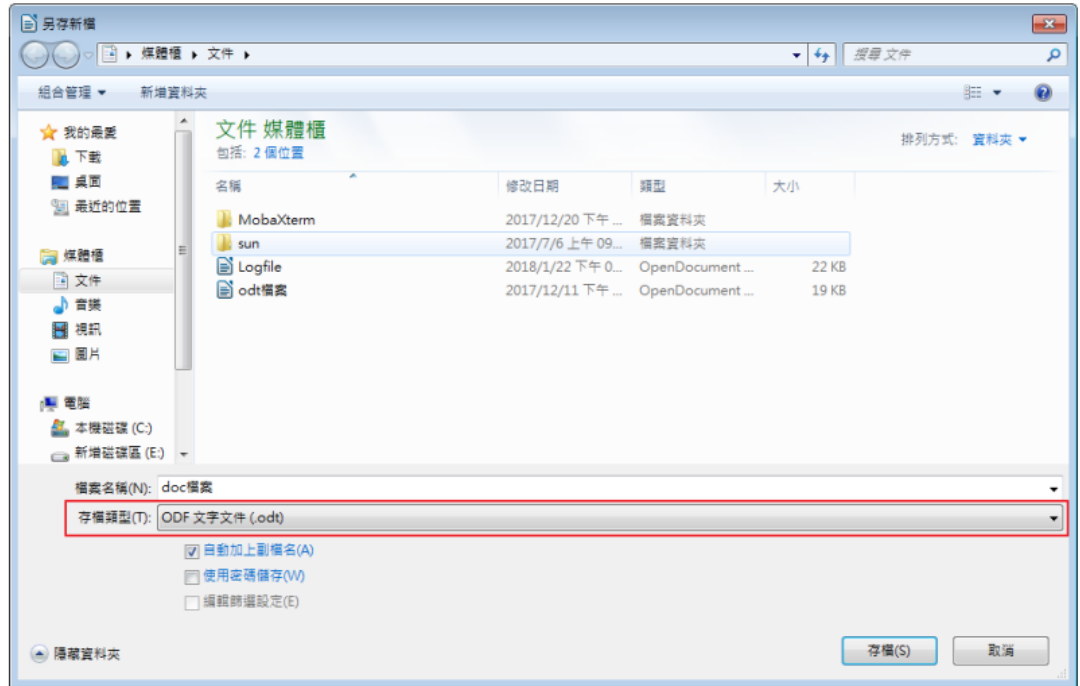 另存新檔
媒體櫃 ▸ 文件 ▸
搜尋 文件
組合管理 新增資料夾
我的最愛
下載
桌面
最近的位置
媒體櫃
文件
音樂
視訊
圖片
電腦
本機磁碟 (C:)
新增磁碟區 (E:)
文件 媒體櫃
包括: 2 個位置
排列方式: 資料夾
名稱 修改日期 類型 大小
MobaXterm 2017/12/20 下午 ... 檔案資料夾
sun 2017/7/6 上午 09... 檔案資料夾
Logfile 2018/1/22 下午 0... OpenDocument ... 22 KB
odt檔案 2017/12/11 下午 ... OpenDocument ... 19 KB
檔案名稱(N): doc檔案
存檔類型(T): ODF 文字文件 (.odt)
自動加上副檔名(A)
使用密碼儲存(W)
編輯篩選設定(E)
隱藏資料夾
存檔(S) 取消